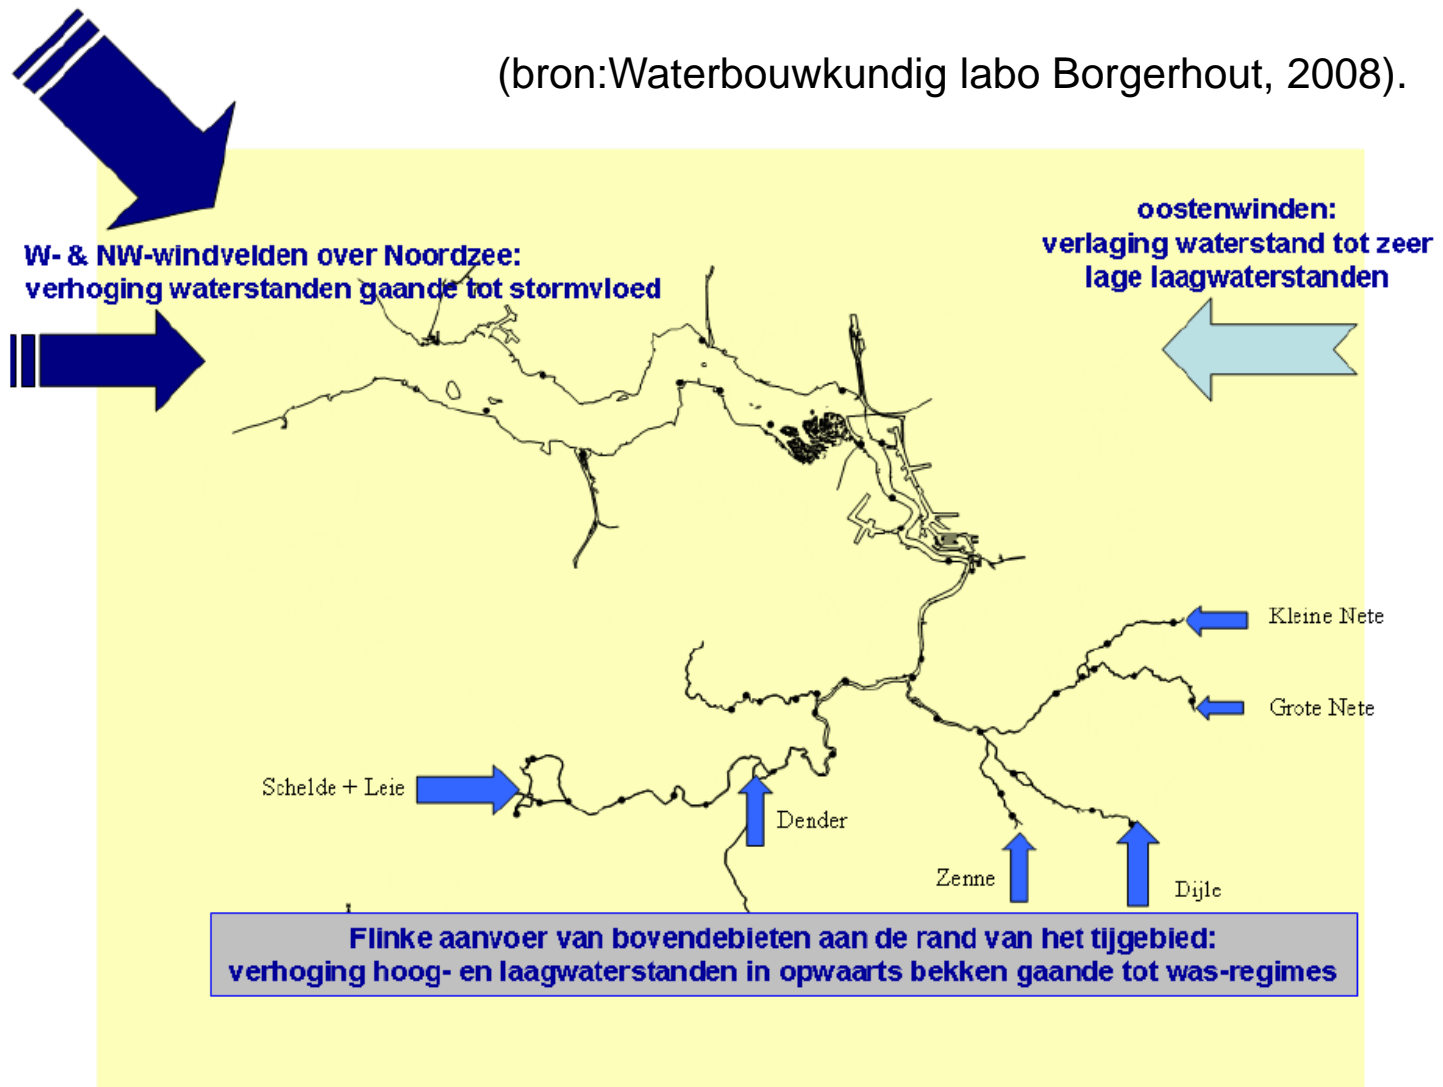 (bron:Waterbouwkundig labo Borgerhout, 2008).
oostenwinden:
verlaging waterstand tot zeer
lage laagwaterstanden
W- & NW-windvelden over Noordzee:
verhoging waterstanden gaande tot stormvloed
Kleine Nete
Grote Nete
Schelde + Leie
Dender
Zenne
Dijle
Flinke aanvoer van bovendebieten aan de rand van het tijgebied:
verhoging hoog- en laagwaterstanden in opwaarts bekken gaande tot was-regimes